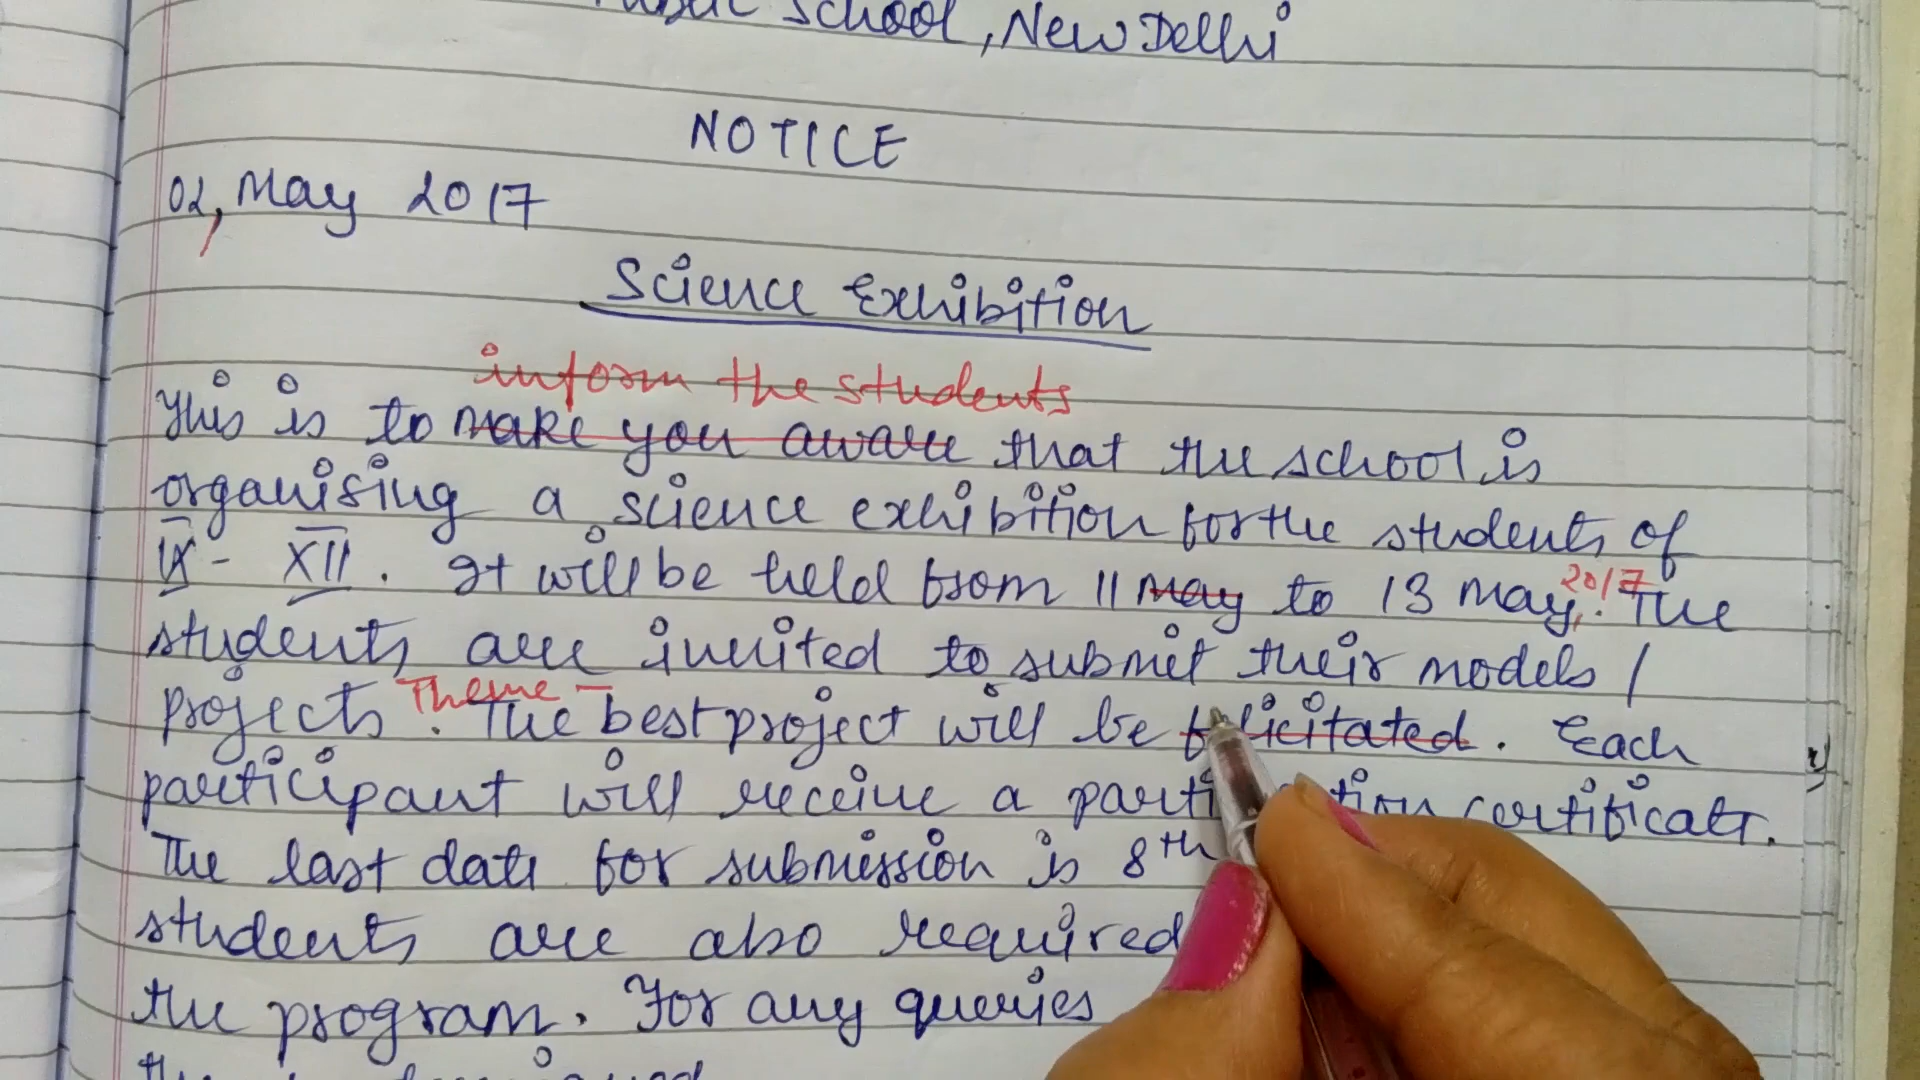 School, New Delhi
NOTICE
02, May 2017
Science Exhibition
inform the students
This is to make you aware that the school is
organising a science exhibition for the students of
IX - XII. It will be held from 11 May to 13 May, 2017. The
students are invited to submit their models /
projects. Theme - The best project will be felicitated. Each
participant will receive a certificate.
The last date for submission is 8th
students are also required
the program. For any queries